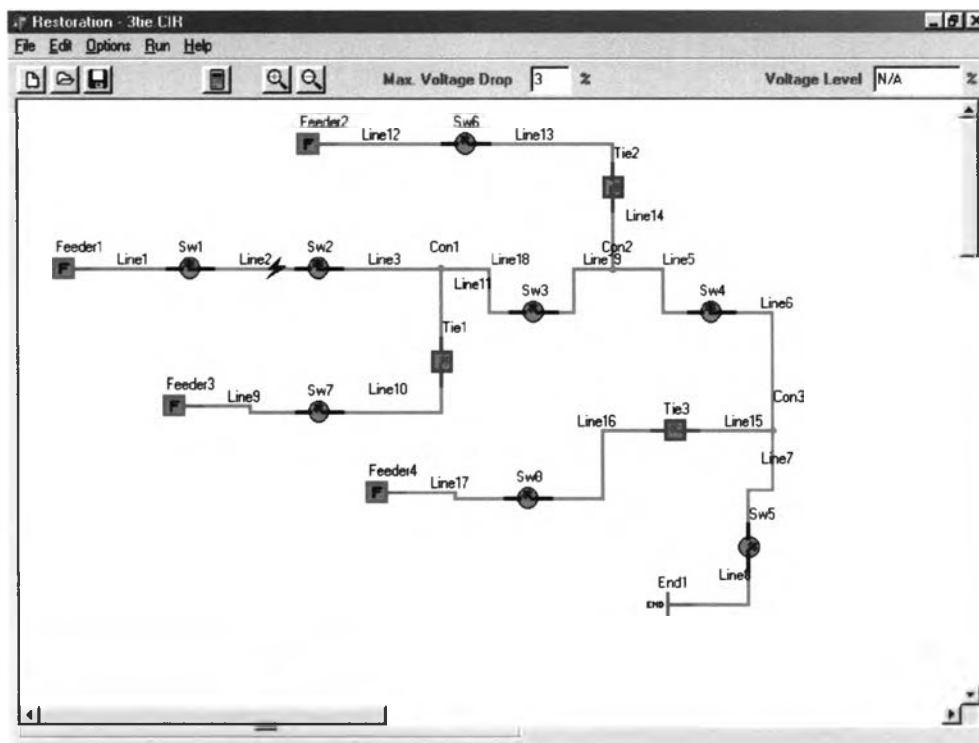 Restoration - 3tie.CIR
File Edit Options Run Help
Max. Voltage Drop 3 % Voltage Level N/A %
Feeder2 Line12 Sw6 Line13
Tie2
Line14
Feeder1 Line1 Sw1 Line2 Sw2 Line3 Con1 Line18 Con2 Line19 Line5
Line11 Sw3 Sw4 Line6
Tie1
Feeder3 Line9 Sw7 Line10 Con3
Line16 Tie3 Line15
Feeder4 Line17 Sw8 Line7
Sw5
End1 Line8
END